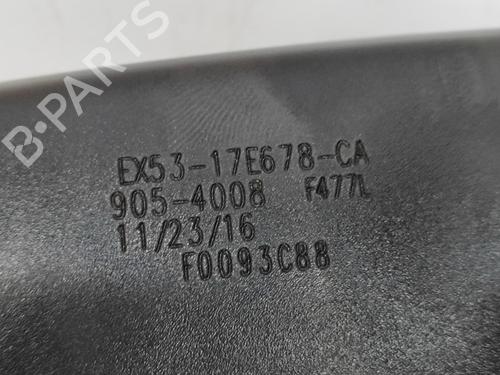 EX53-17E678-CA
905-4008 F477L
11/23/16
F0093C88
B-PARTS